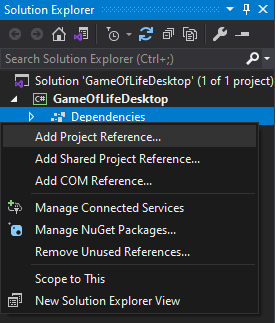 Solution Explorer
Search Solution Explorer (Ctrl+;)
Solution 'GameOfLifeDesktop' (1 of 1 project)
C# GameOfLifeDesktop
Dependencies
Add Project Reference...
Add Shared Project Reference...
Add COM Reference...
Manage Connected Services
Manage NuGet Packages...
Remove Unused References...
Scope to This
New Solution Explorer View